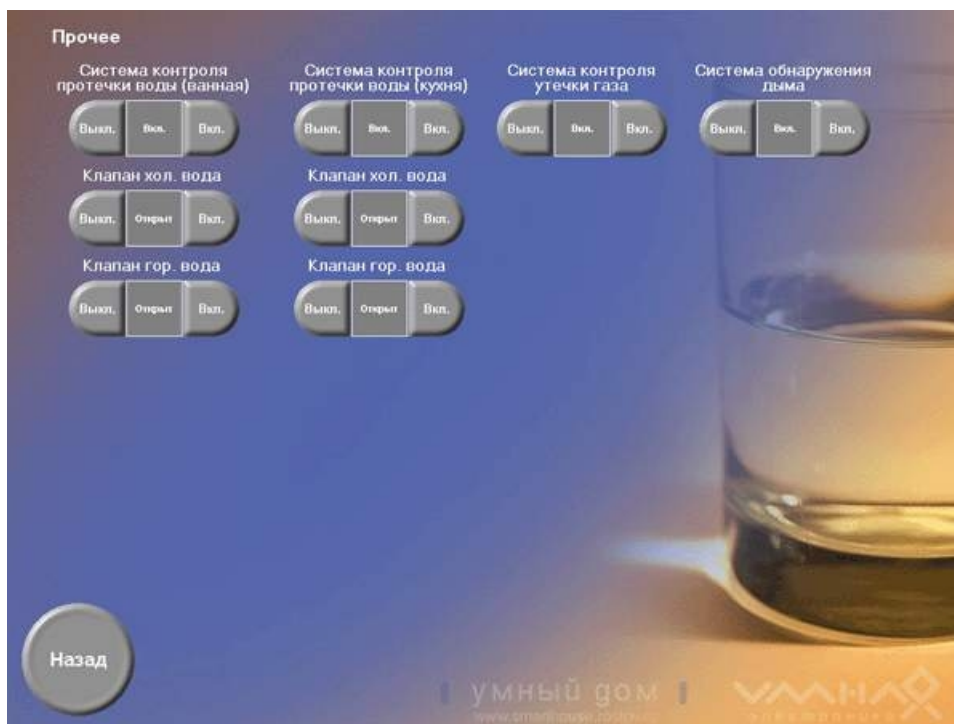 Прочее
Система контроля
протечки воды (ванная)
Выкл. Вкл. Вкл.
Клапан хол. вода
Выкл. Открыт Вкл.
Клапан гор. вода
Выкл. Открыт Вкл.
Система контроля
протечки воды (кухня)
Выкл. Вкл. Вкл.
Клапан хол. вода
Выкл. Открыт Вкл.
Клапан гор. вода
Выкл. Открыт Вкл.
Система контроля
утечки газа
Выкл. Вкл. Вкл.
Система обнаружения
дыма
Выкл. Вкл. Вкл.
Назад
умный дом